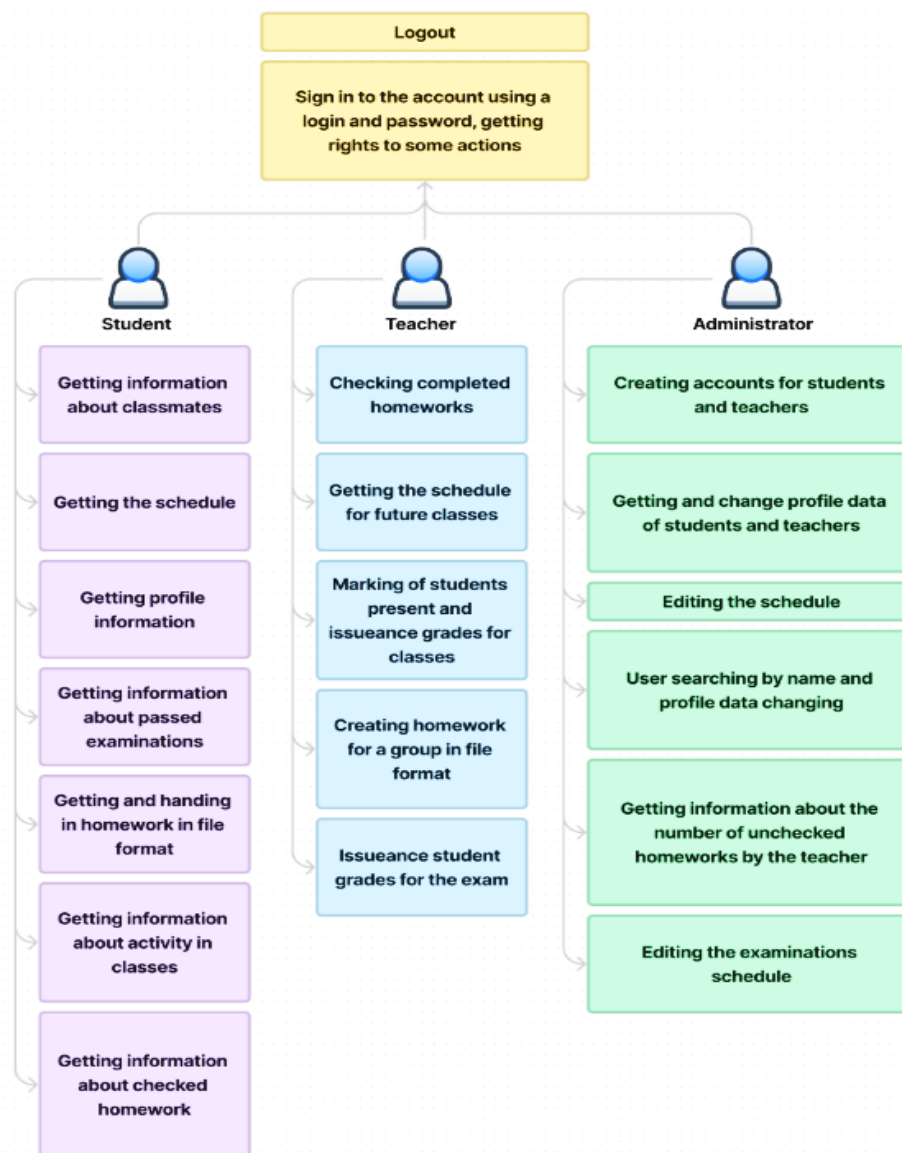 Logout
Sign in to the account using a
login and password, getting
rights to some actions
Student
Getting information
about classmates
Getting the schedule
Getting profile
information
Getting information
about passed
examinations
Getting and handing
in homework in file
format
Getting information
about activity in
classes
Getting information
about checked
homework
Teacher
Checking completed
homeworks
Getting the schedule
for future classes
Marking of students
present and
issueance grades for
classes
Creating homework
for a group in file
format
Issueance student
grades for the exam
Administrator
Creating accounts for students
and teachers
Getting and change profile data
of students and teachers
Editing the schedule
User searching by name and
profile data changing
Getting information about the
number of unchecked
homeworks by the teacher
Editing the examinations
schedule